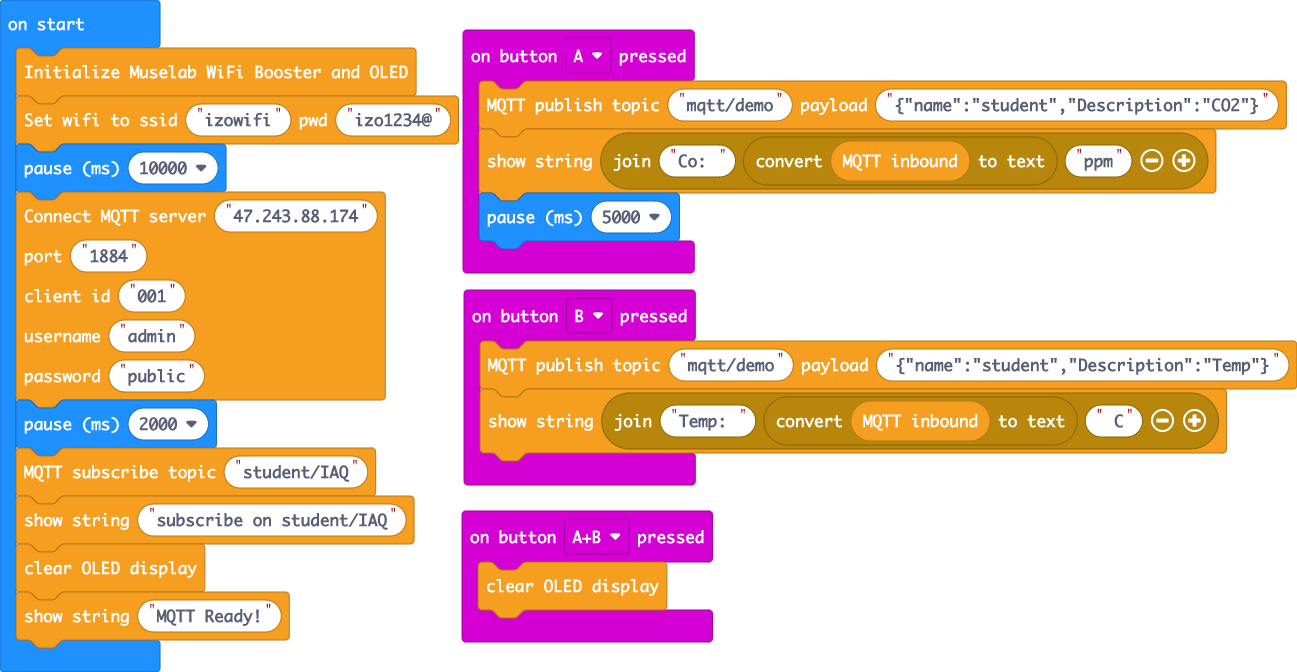 on start
Initialize Muselab WiFi Booster and OLED
Set wifi to ssid "izowifi" pwd "izo1234@"
pause (ms) 10000
Connect MQTT server "47.243.88.174"
port "1884"
client id "001"
username "admin"
password "public"
pause (ms) 2000
MQTT subscribe topic "student/IAQ"
show string "subscribe on student/IAQ"
clear OLED display
show string "MQTT Ready!"
on button A pressed
MQTT publish topic "mqtt/demo" payload "{"name":"student","Description":"CO2"}"
show string join "Co: " convert MQTT inbound to text "ppm"
pause (ms) 5000
on button B pressed
MQTT publish topic "mqtt/demo" payload "{"name":"student","Description":"Temp"}"
show string join "Temp: " convert MQTT inbound to text " C"
on button A+B pressed
clear OLED display